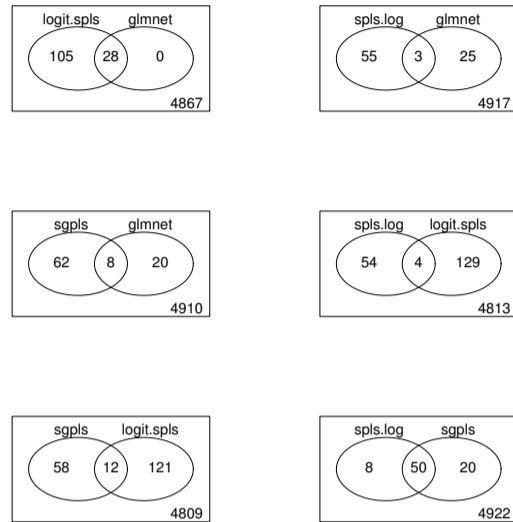 logit.spls glmnet
105 28 0
4867
spls.log glmnet
55 3 25
4917
sgpls glmnet
62 8 20
4910
spls.log logit.spls
54 4 129
4813
sgpls logit.spls
58 12 121
4809
spls.log sgpls
8 50 20
4922